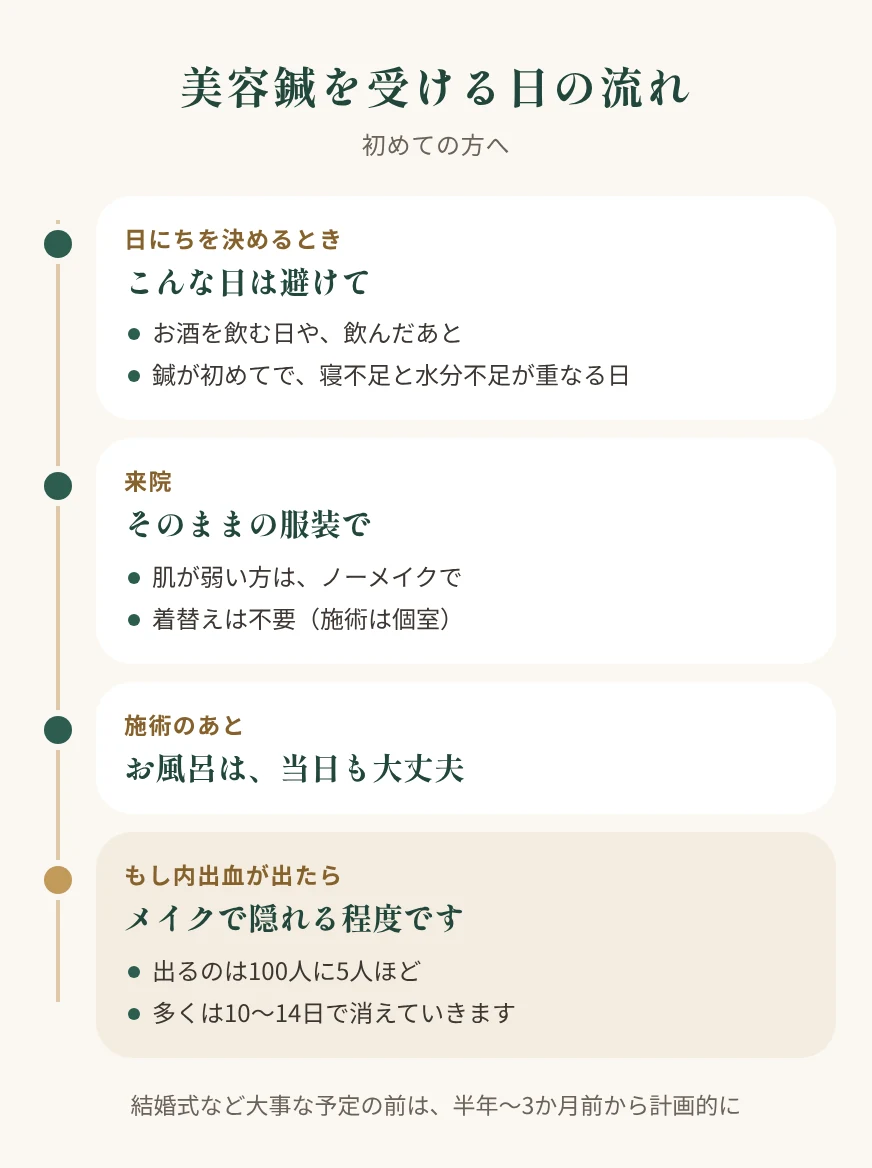 美容鍼を受ける日の流れ
初めての方へ
日にちを決めるとき
こんな日は避けて
お酒を飲む日や、飲んだあと
鍼が初めてで、寝不足と水分不足が重なる日
来院
そのままの服装で
肌が弱い方は、ノーメイクで
着替えは不要（施術は個室）
施術のあと
お風呂は、当日も大丈夫
もし内出血が出たら
メイクで隠れる程度です
出るのは100人に5人ほど
多くは10〜14日で消えていきます
結婚式など大事な予定の前は、半年〜3か月前から計画的に